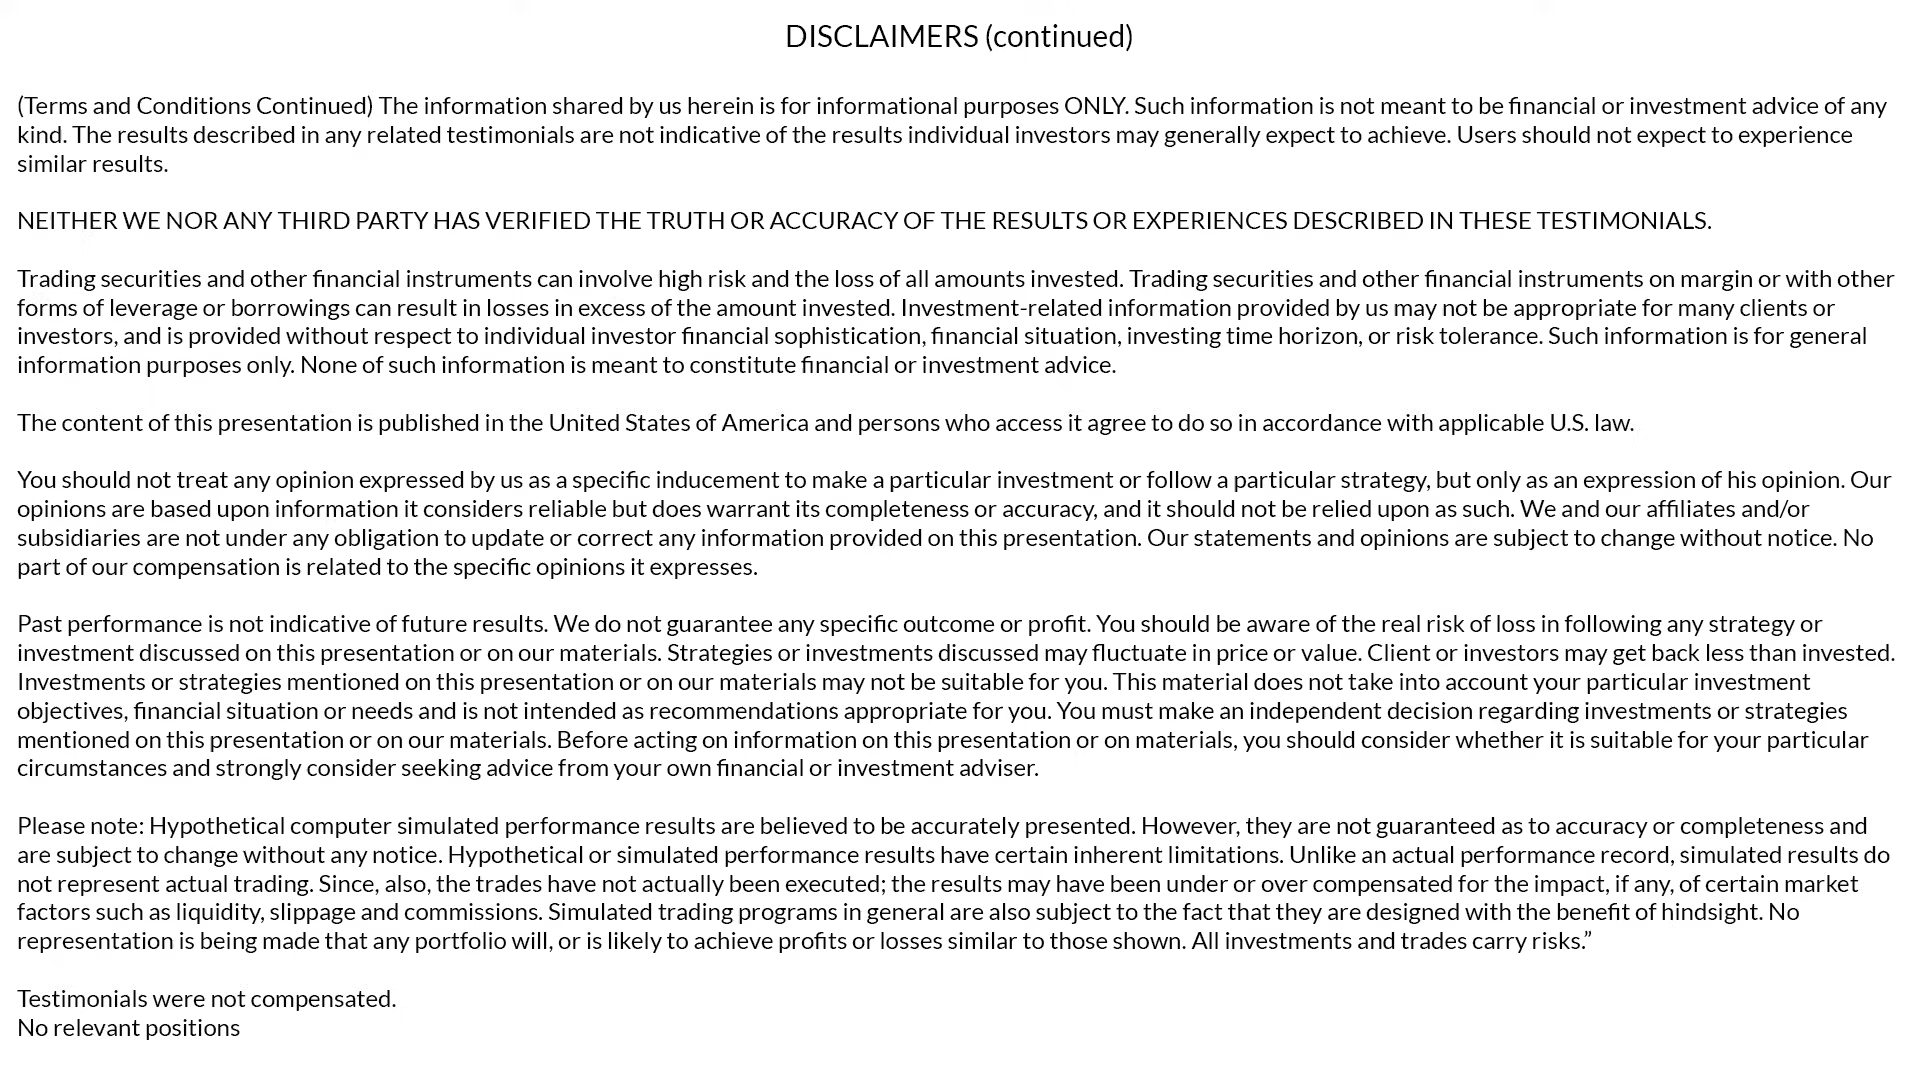 DISCLAIMERS (continued)
(Terms and Conditions Continued) The information shared by us herein is for informational purposes ONLY. Such information is not meant to be financial or investment advice of any
kind. The results described in any related testimonials are not indicative of the results individual investors may generally expect to achieve. Users should not expect to experience
similar results.
NEITHER WE NOR ANY THIRD PARTY HAS VERIFIED THE TRUTH OR ACCURACY OF THE RESULTS OR EXPERIENCES DESCRIBED IN THESE TESTIMONIALS.
Trading securities and other financial instruments can involve high risk and the loss of all amounts invested. Trading securities and other financial instruments on margin or with other
forms of leverage or borrowings can result in losses in excess of the amount invested. Investment-related information provided by us may not be appropriate for many clients or
investors, and is provided without respect to individual investor financial sophistication, financial situation, investing time horizon, or risk tolerance. Such information is for general
information purposes only. None of such information is meant to constitute financial or investment advice.
The content of this presentation is published in the United States of America and persons who access it agree to do so in accordance with applicable U.S. law.
You should not treat any opinion expressed by us as a specific inducement to make a particular investment or follow a particular strategy, but only as an expression of his opinion. Our
opinions are based upon information it considers reliable but does warrant its completeness or accuracy, and it should not be relied upon as such. We and our affiliates and/or
subsidiaries are not under any obligation to update or correct any information provided on this presentation. Our statements and opinions are subject to change without notice. No
part of our compensation is related to the specific opinions it expresses.
Past performance is not indicative of future results. We do not guarantee any specific outcome or profit. You should be aware of the real risk of loss in following any strategy or
investment discussed on this presentation or on our materials. Strategies or investments discussed may fluctuate in price or value. Client or investors may get back less than invested.
Investments or strategies mentioned on this presentation or on our materials may not be suitable for you. This material does not take into account your particular investment
objectives, financial situation or needs and is not intended as recommendations appropriate for you. You must make an independent decision regarding investments or strategies
mentioned on this presentation or on our materials. Before acting on information on this presentation or on materials, you should consider whether it is suitable for your particular
circumstances and strongly consider seeking advice from your own financial or investment adviser.
Please note: Hypothetical computer simulated performance results are believed to be accurately presented. However, they are not guaranteed as to accuracy or completeness and
are subject to change without any notice. Hypothetical or simulated performance results have certain inherent limitations. Unlike an actual performance record, simulated results do
not represent actual trading. Since, also, the trades have not actually been executed; the results may have been under or over compensated for the impact, if any, of certain market
factors such as liquidity, slippage and commissions. Simulated trading programs in general are also subject to the fact that they are designed with the benefit of hindsight. No
representation is being made that any portfolio will, or is likely to achieve profits or losses similar to those shown. All investments and trades carry risks.”
Testimonials were not compensated.
No relevant positions